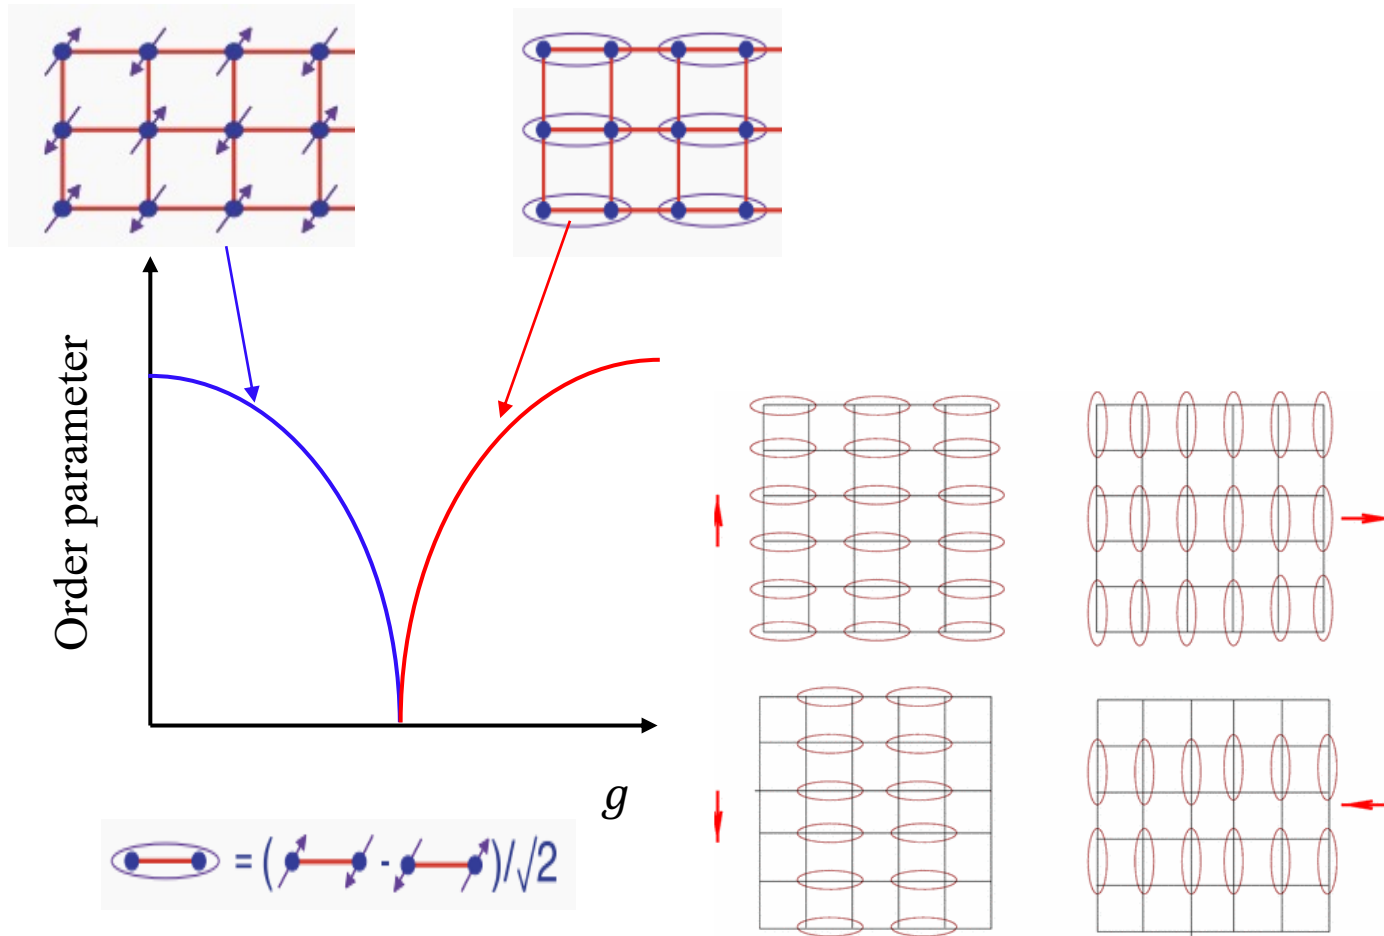 Order parameter
g
= ( - )/√2